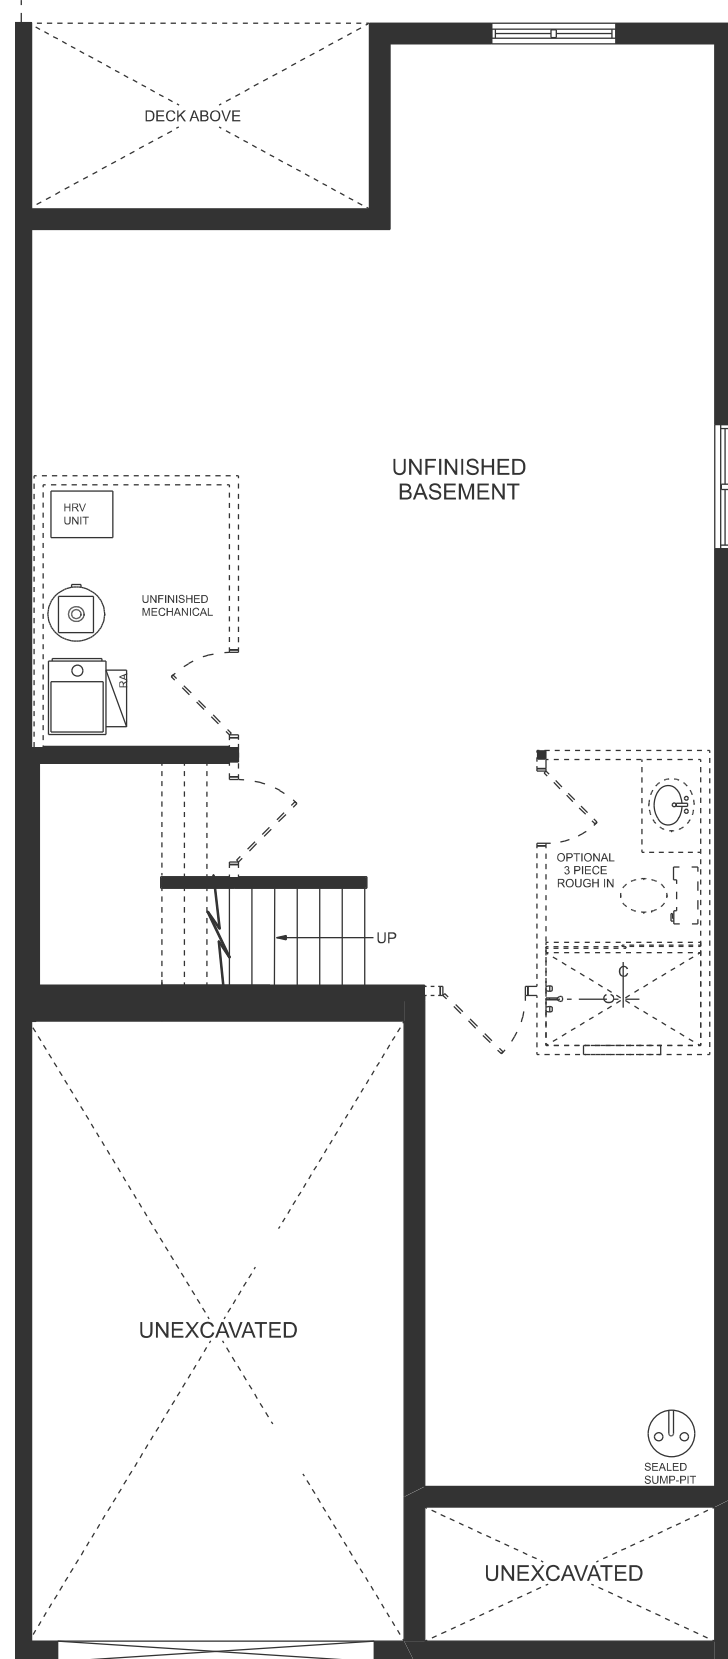 DECK ABOVE
UNFINISHED
BASEMENT
HRV
UNIT
UNFINISHED
MECHANICAL
RA
OPTIONAL
3 PIECE
ROUGH IN
UP
C
C
UNEXCAVATED
SEALED
SUMP-PIT
UNEXCAVATED